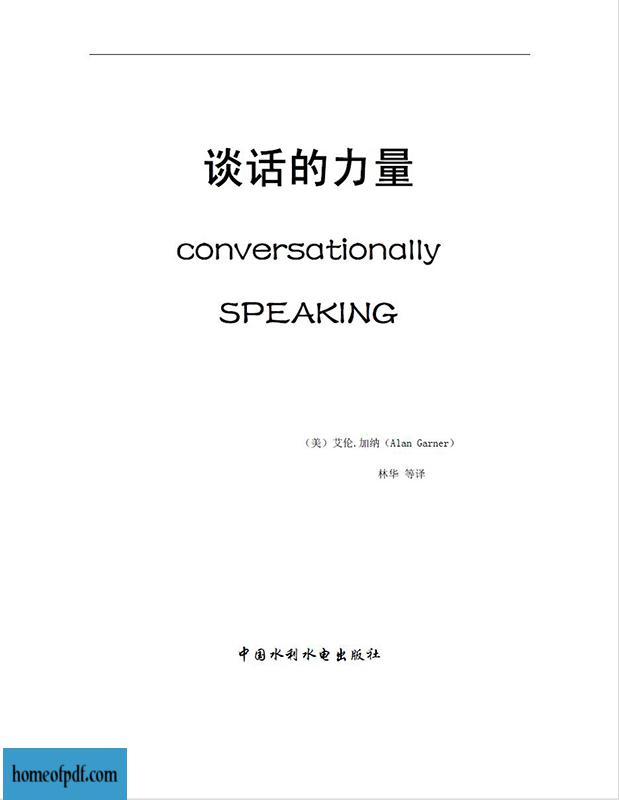 谈话的力量
conversationally
SPEAKING
（美）艾伦.加纳（Alan Garner）
林华 等译
中国水利水电出版社
homeofpdf.com